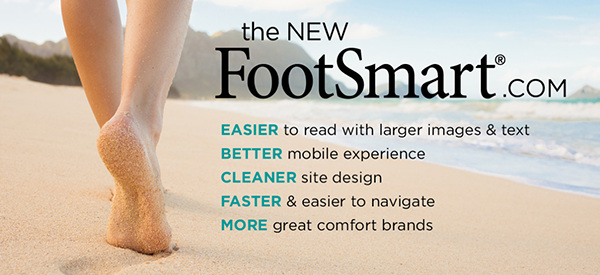 the NEW
FootSmart®.COM
EASIER to read with larger images & text
BETTER mobile experience
CLEANER site design
FASTER & easier to navigate
MORE great comfort brands